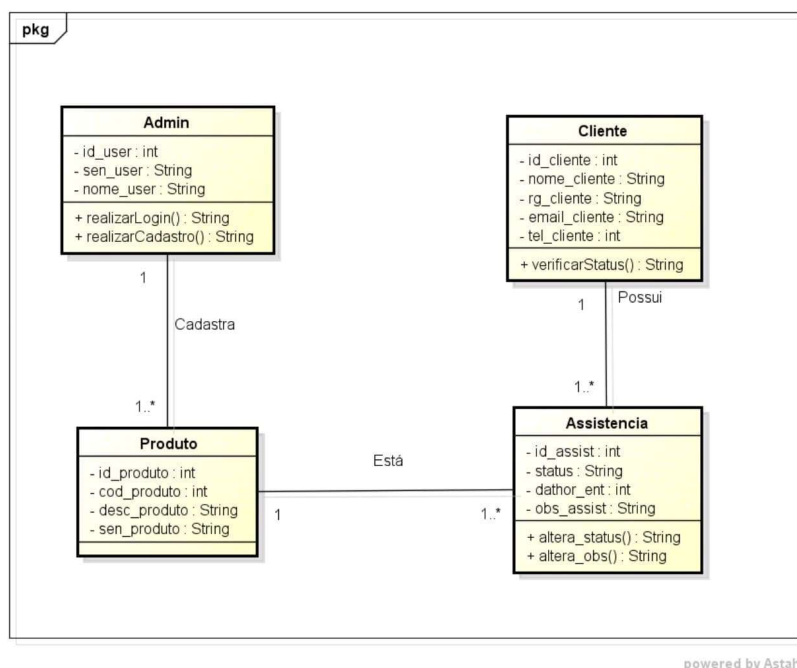 pkg
Admin
- id_user : int
- sen_user : String
- nome_user : String
+ realizarLogin() : String
+ realizarCadastro() : String
Cliente
- id_cliente : int
- nome_cliente : String
- rg_cliente : String
- email_cliente : String
- tel_cliente : int
+ verificarStatus() : String
1
Cadastra
1..*
1
Possui
1..*
Produto
- id_produto : int
- cod_produto : int
- desc_produto : String
- sen_produto : String
Está
1
1..*
Assistencia
- id_assist : int
- status : String
- dathor_ent : int
- obs_assist : String
+ altera_status() : String
+ altera_obs() : String
powered by Astah